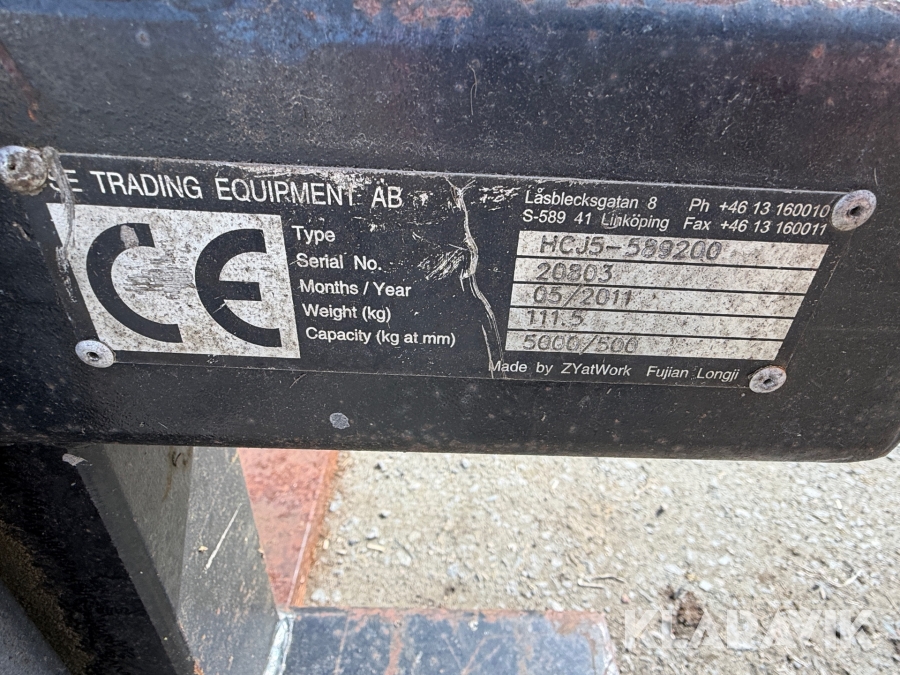 SE TRADING EQUIPMENT AB
Låsblecksgatan 8 Ph +46 13 160010
S-589 41 Linköping Fax +46 13 160011
CE
Type HCJ5-589200
Serial No. 20803
Months / Year 05/2011
Weight (kg) 111.5
Capacity (kg at mm) 5000/500
Made by ZYatWork Fujian Longji
KLARAVIK